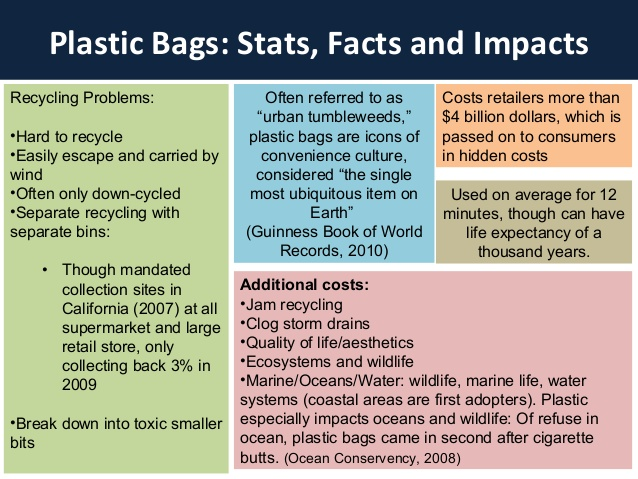 Plastic Bags: Stats, Facts and Impacts
Recycling Problems:
•Hard to recycle
•Easily escape and carried by
wind
•Often only down-cycled
•Separate recycling with
separate bins:
• Though mandated
collection sites in
California (2007) at all
supermarket and large
retail store, only
collecting back 3% in
2009
•Break down into toxic smaller
bits
Often referred to as
“urban tumbleweeds,”
plastic bags are icons of
convenience culture,
considered “the single
most ubiquitous item on
Earth”
(Guinness Book of World
Records, 2010)
Costs retailers more than
$4 billion dollars, which is
passed on to consumers
in hidden costs
Used on average for 12
minutes, though can have
life expectancy of a
thousand years.
Additional costs:
•Jam recycling
•Clog storm drains
•Quality of life/aesthetics
•Ecosystems and wildlife
•Marine/Oceans/Water: wildlife, marine life, water
systems (coastal areas are first adopters). Plastic
especially impacts oceans and wildlife: Of refuse in
ocean, plastic bags came in second after cigarette
butts. (Ocean Conservency, 2008)